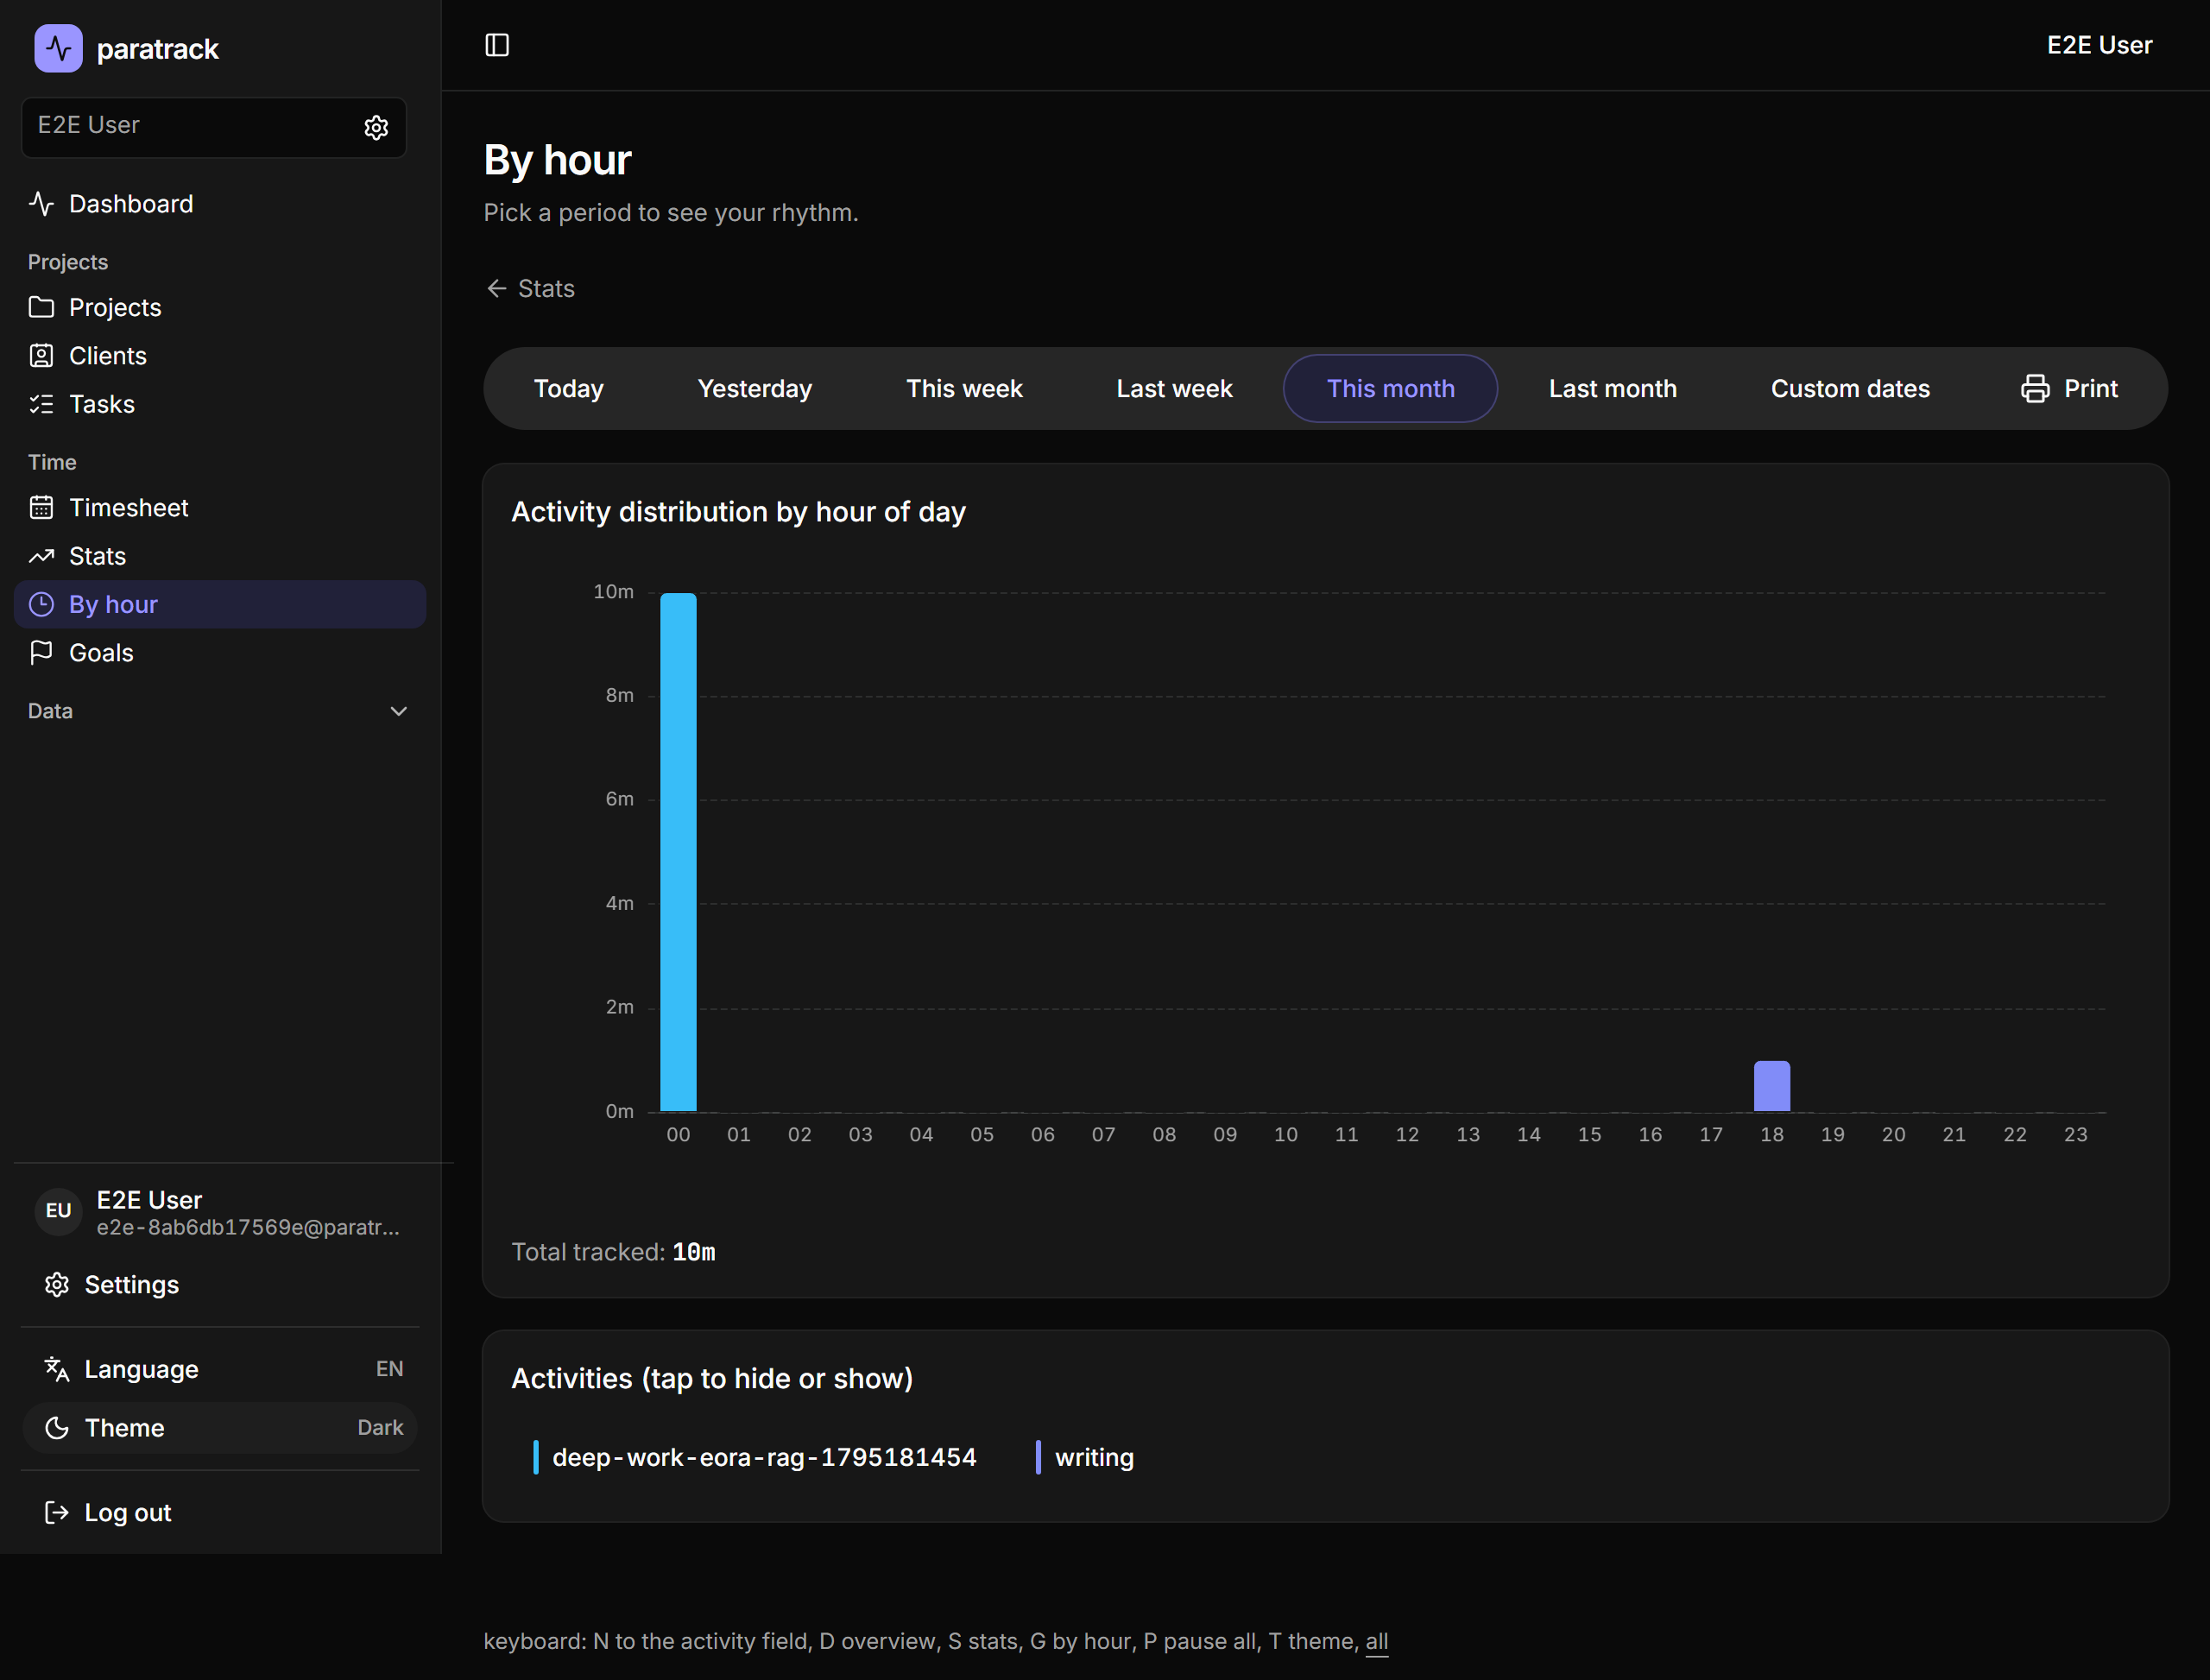 paratrack
E2E User
E2E User
Dashboard
Projects
Projects
Clients
Tasks
Time
Timesheet
Stats
By hour
Goals
Data
EU
E2E User
e2e-8ab6db17569e@paratr...
Settings
Language EN
Theme Dark
Log out
By hour
Pick a period to see your rhythm.
Stats
Today Yesterday This week Last week This month Last month Custom dates Print
Activity distribution by hour of day
10m
8m
6m
4m
2m
0m
00 01 02 03 04 05 06 07 08 09 10 11 12 13 14 15 16 17 18 19 20 21 22 23
Total tracked: 10m
Activities (tap to hide or show)
deep-work-eora-rag-1795181454 writing
keyboard: N to the activity field, D overview, S stats, G by hour, P pause all, T theme, all